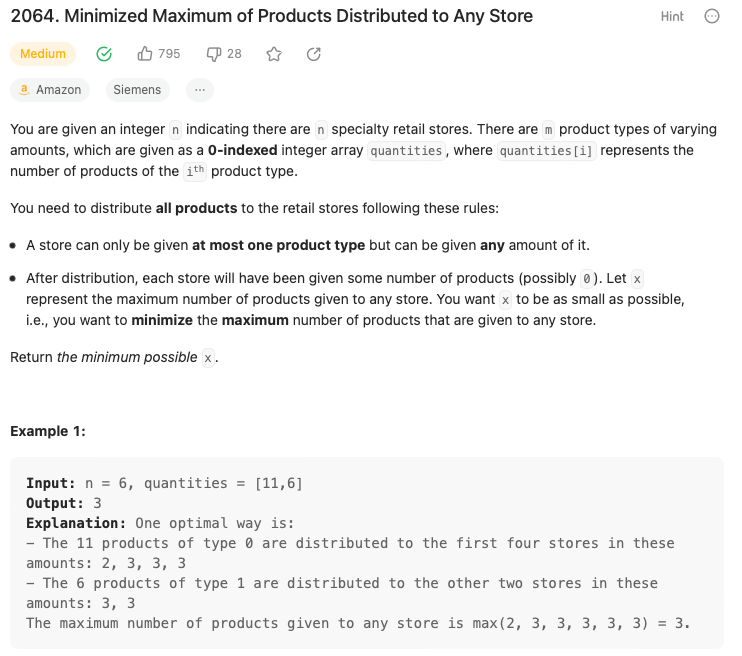 2064. Minimized Maximum of Products Distributed to Any Store Hint
Medium 795 28
a Amazon Siemens ...
You are given an integer n indicating there are n specialty retail stores. There are m product types of varying
amounts, which are given as a 0-indexed integer array quantities, where quantities[i] represents the
number of products of the ith product type.
You need to distribute all products to the retail stores following these rules:
• A store can only be given at most one product type but can be given any amount of it.
• After distribution, each store will have been given some number of products (possibly 0). Let x
represent the maximum number of products given to any store. You want x to be as small as possible,
i.e., you want to minimize the maximum number of products that are given to any store.
Return the minimum possible x.
Example 1:
Input: n = 6, quantities = [11,6]
Output: 3
Explanation: One optimal way is:
- The 11 products of type 0 are distributed to the first four stores in these
amounts: 2, 3, 3, 3
- The 6 products of type 1 are distributed to the other two stores in these
amounts: 3, 3
The maximum number of products given to any store is max(2, 3, 3, 3, 3, 3) = 3.